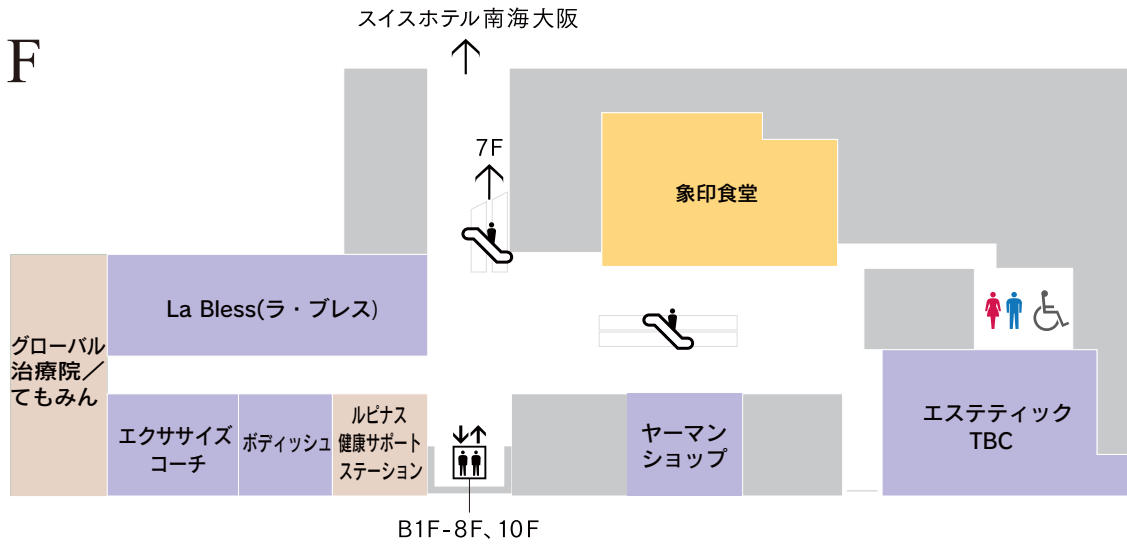 スイスホテル南海大阪
F
7F
象印食堂
La Bless(ラ・ブレス)
グローバル
治療院／
てもみん
エクササイズ
コーチ
ボディッシュ
ルピナス
健康サポート
ステーション
ヤーマン
ショップ
エステティック
TBC
B1F-8F、10F